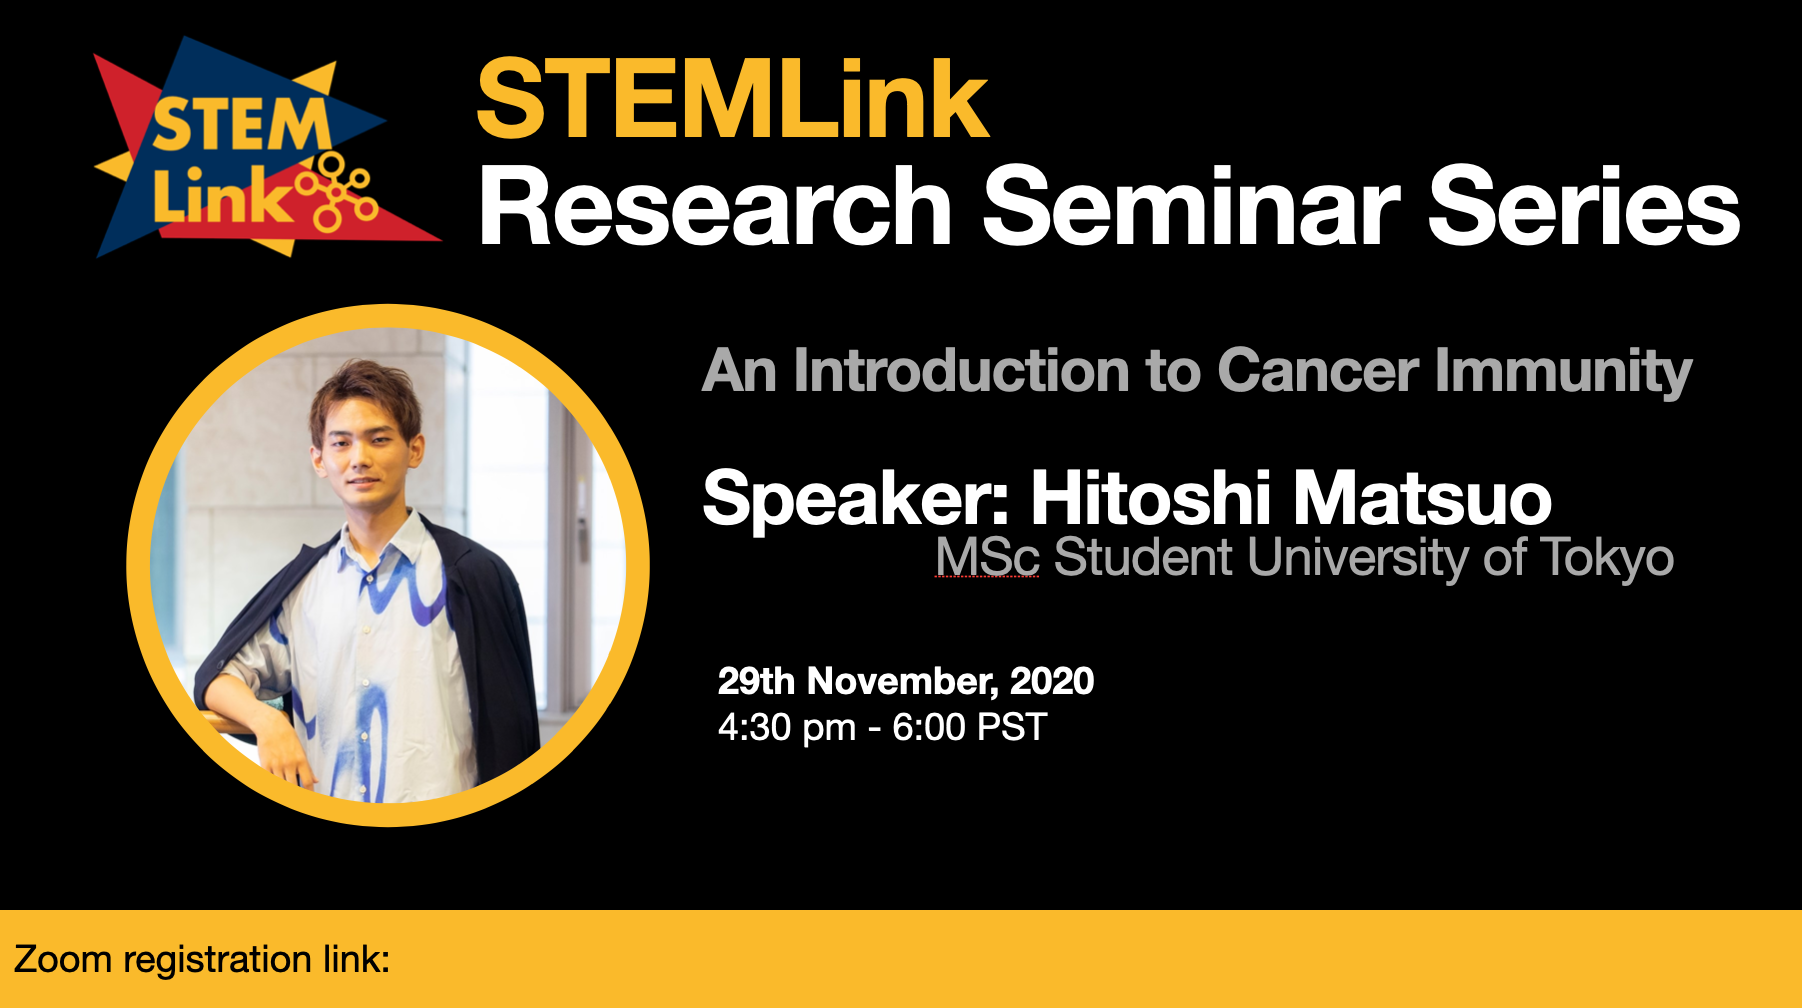 STEM
Link
STEMLink
Research Seminar Series
An Introduction to Cancer Immunity
Speaker: Hitoshi Matsuo
MSc Student University of Tokyo
29th November, 2020
4:30 pm - 6:00 PST
Zoom registration link: